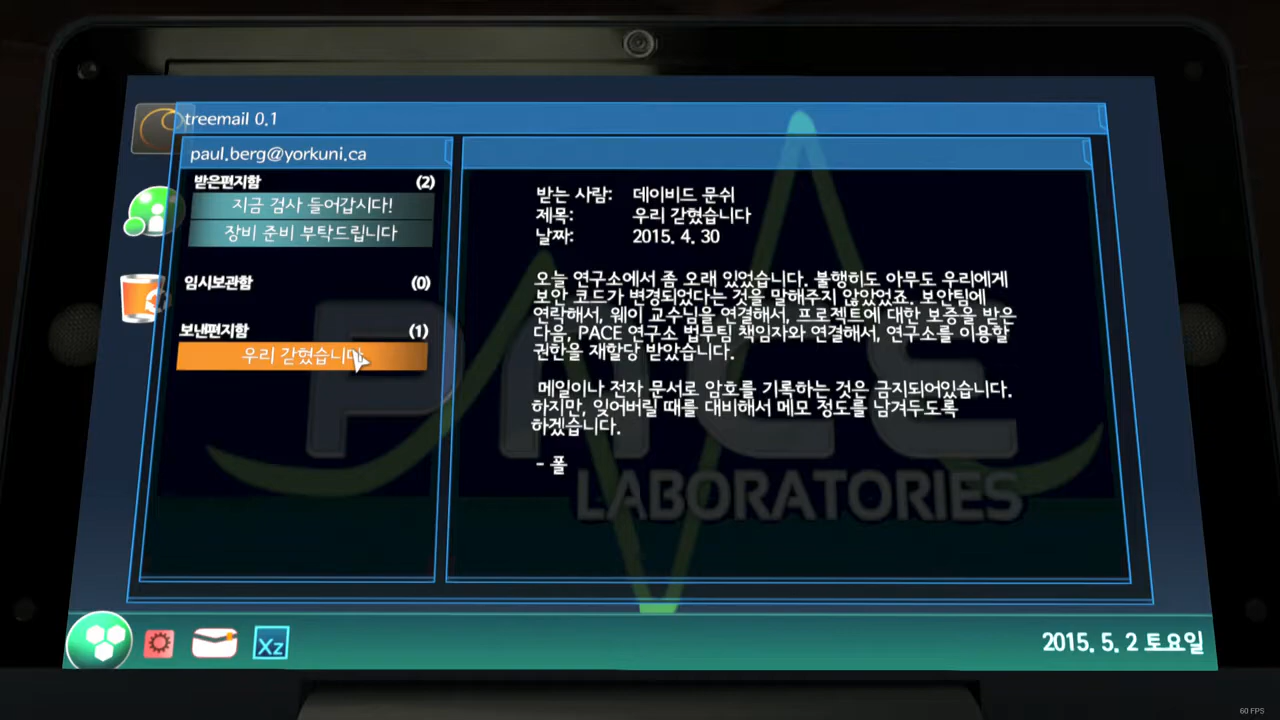 treemail 0.1
paul.berg@yorkuni.ca
받은편지함 (2)
지금 검사 들어갑시다!
장비 준비 부탁드립니다
임시보관함 (0)
보낸편지함 (1)
우리 갇혔습니다
받는 사람: 데이비드 문쉬
제목: 우리 갇혔습니다
날짜: 2015. 4. 30
오늘 연구소에서 좀 오래 있었습니다. 불행히도 아무도 우리에게
보안 코드가 변경되었다는 것을 말해주지 않았었죠. 보안팀에
연락해서, 웨이 교수님을 연결해서, 프로젝트에 대한 보증을 받은
다음, PACE 연구소 법무팀 책임자와 연결해서, 연구소를 이용할
권한을 재할당 받았습니다.
메일이나 전자 문서로 암호를 기록하는 것은 금지되어있습니다.
하지만, 잊어버릴 때를 대비해서 메모 정도를 남겨두도록
하겠습니다.
- 폴
PACE
LABORATORIES
Xz
2015. 5. 2 토요일
60 FPS